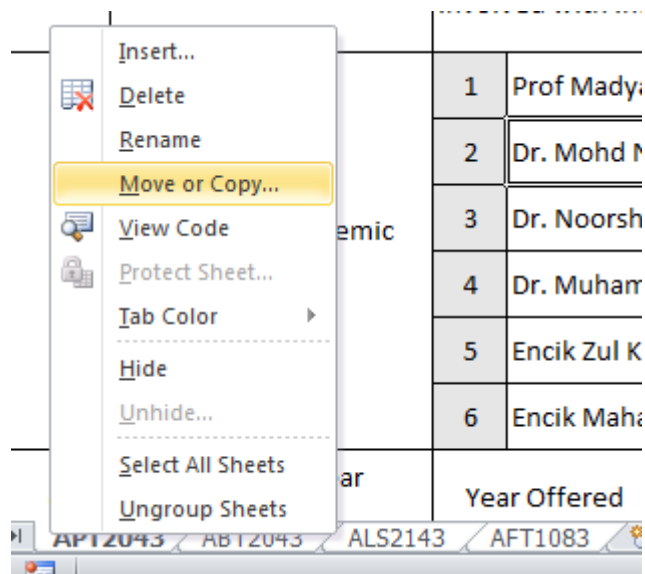 Insert...
Delete
Rename
Move or Copy...
View Code
Protect Sheet...
Tab Color
Hide
Unhide...
Select All Sheets
Ungroup Sheets
emic
ar
1 Prof Madya
2 Dr. Mohd N
3 Dr. Noorsh
4 Dr. Muham
5 Encik Zul K
6 Encik Maha
Year Offered
APT2043 ABT2043 ALS2143 AFT1083